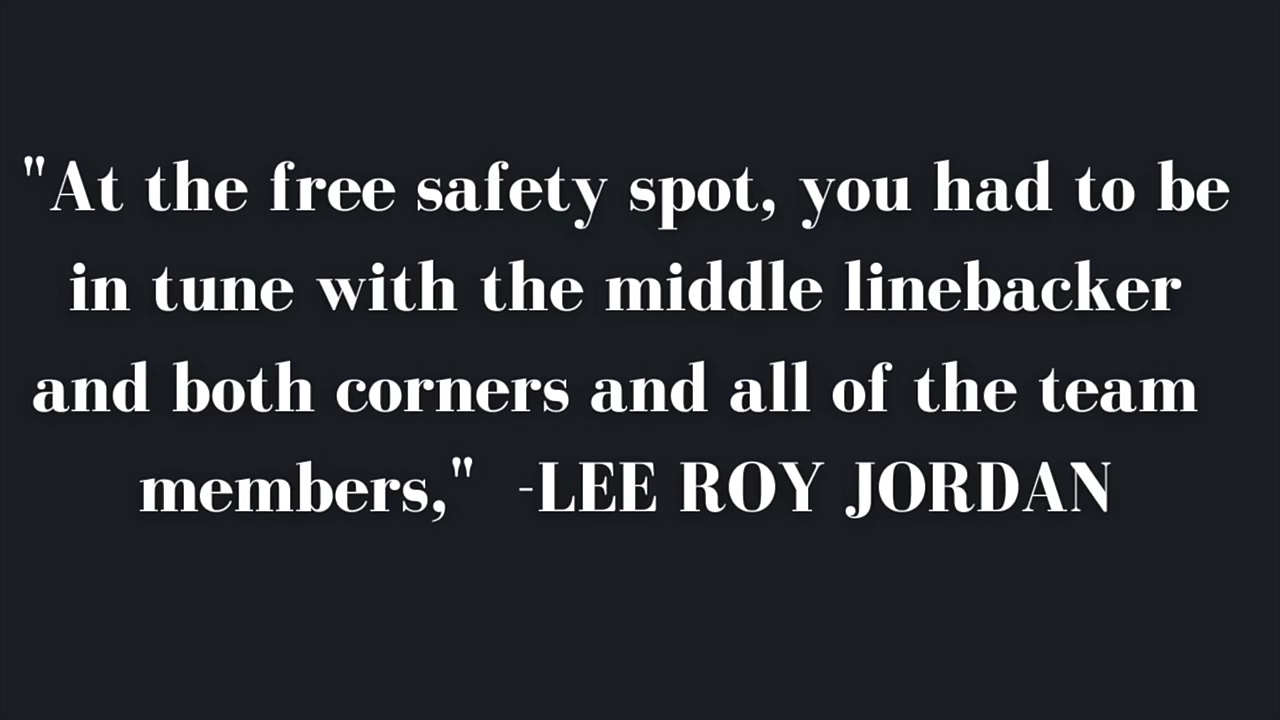 "At the free safety spot, you had to be
in tune with the middle linebacker
and both corners and all of the team
members,"  -LEE ROY JORDAN